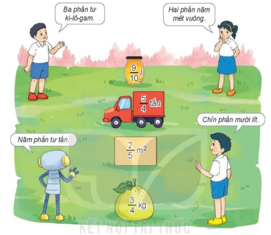 Ba phần tư
ki-lô-gam.
Hai phần năm
mét vuông.
9/10 l
5/4 tấn
Chín phần mười lít.
Năm phần tư tấn.
2/5 m²
3/4 kg
KẾT NỐI TRI THỨC